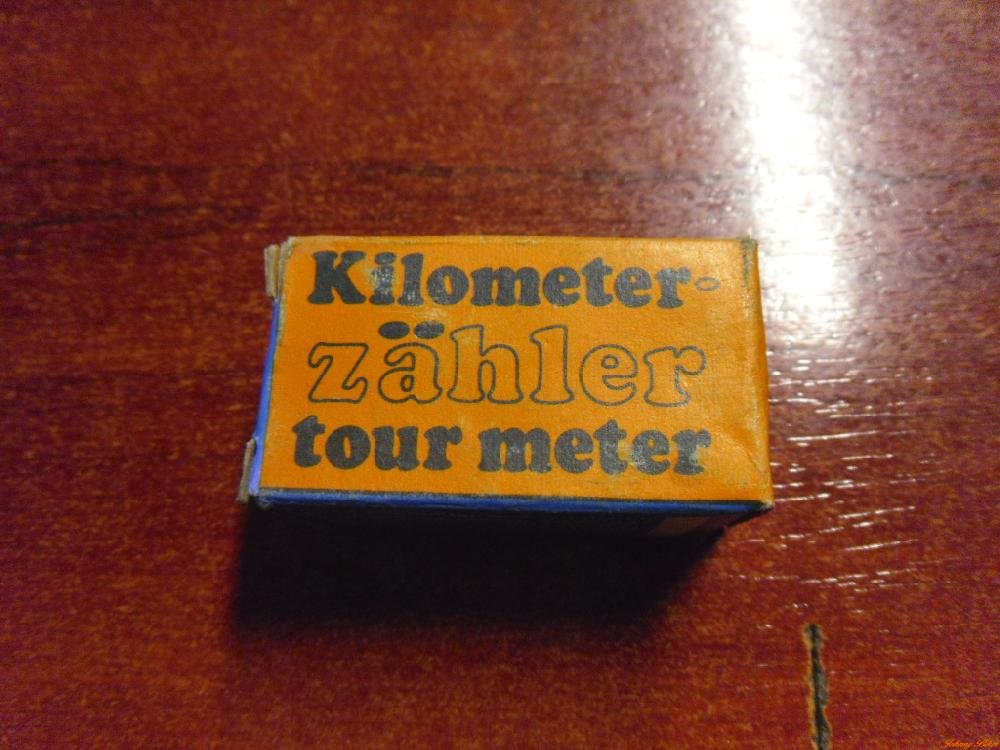 Kilometer-
zähler
tour meter